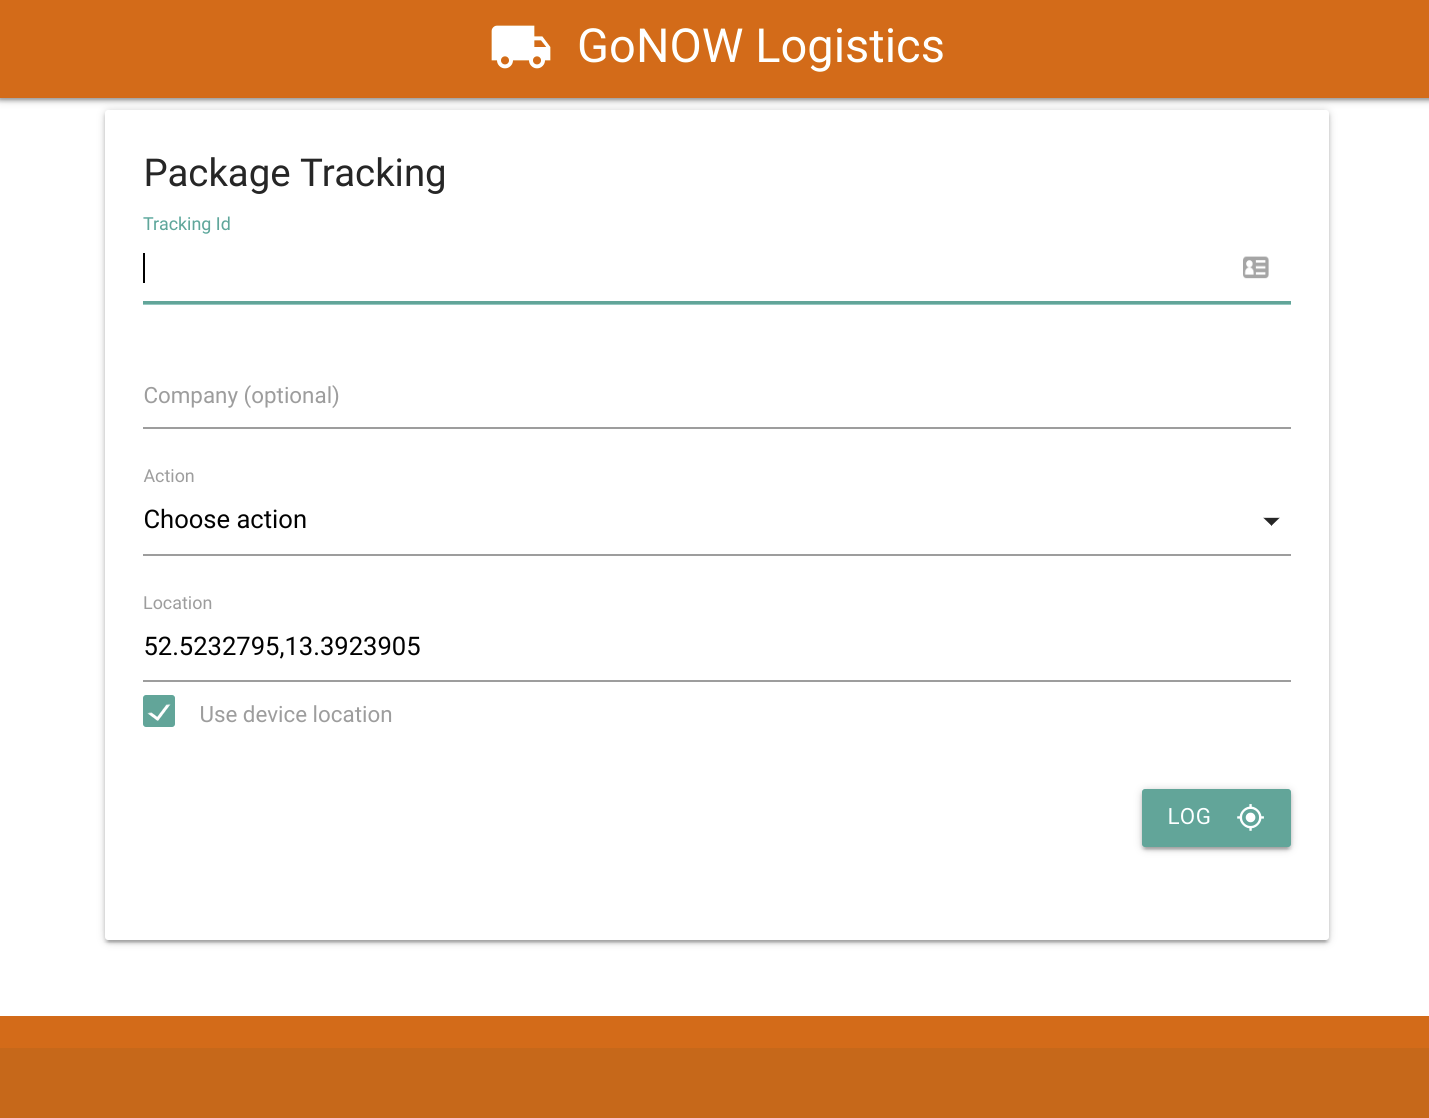 GoNOW Logistics
Package Tracking
Tracking Id
Company (optional)
Action
Choose action
Location
52.5232795,13.3923905
Use device location
LOG